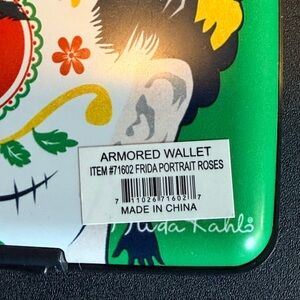 ARMORED WALLET
ITEM #71602 FRIDA PORTRAIT ROSES
7 11026 71602 7
MADE IN CHINA
Frida Kahlo